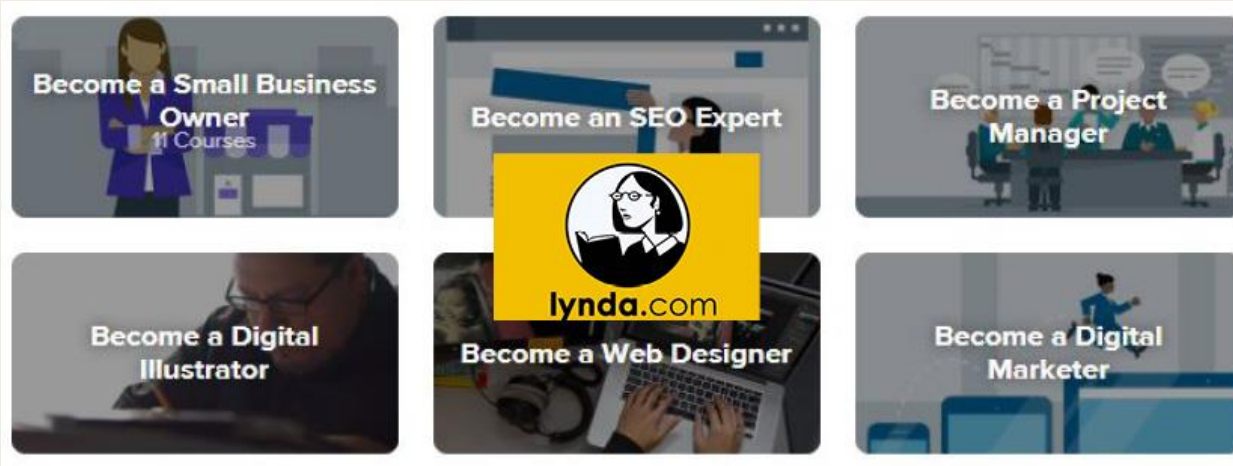 Become a Small Business
Owner
11 Courses
Become an SEO Expert
Become a Project
Manager
lynda.com
Become a Digital
Illustrator
Become a Web Designer
Become a Digital
Marketer